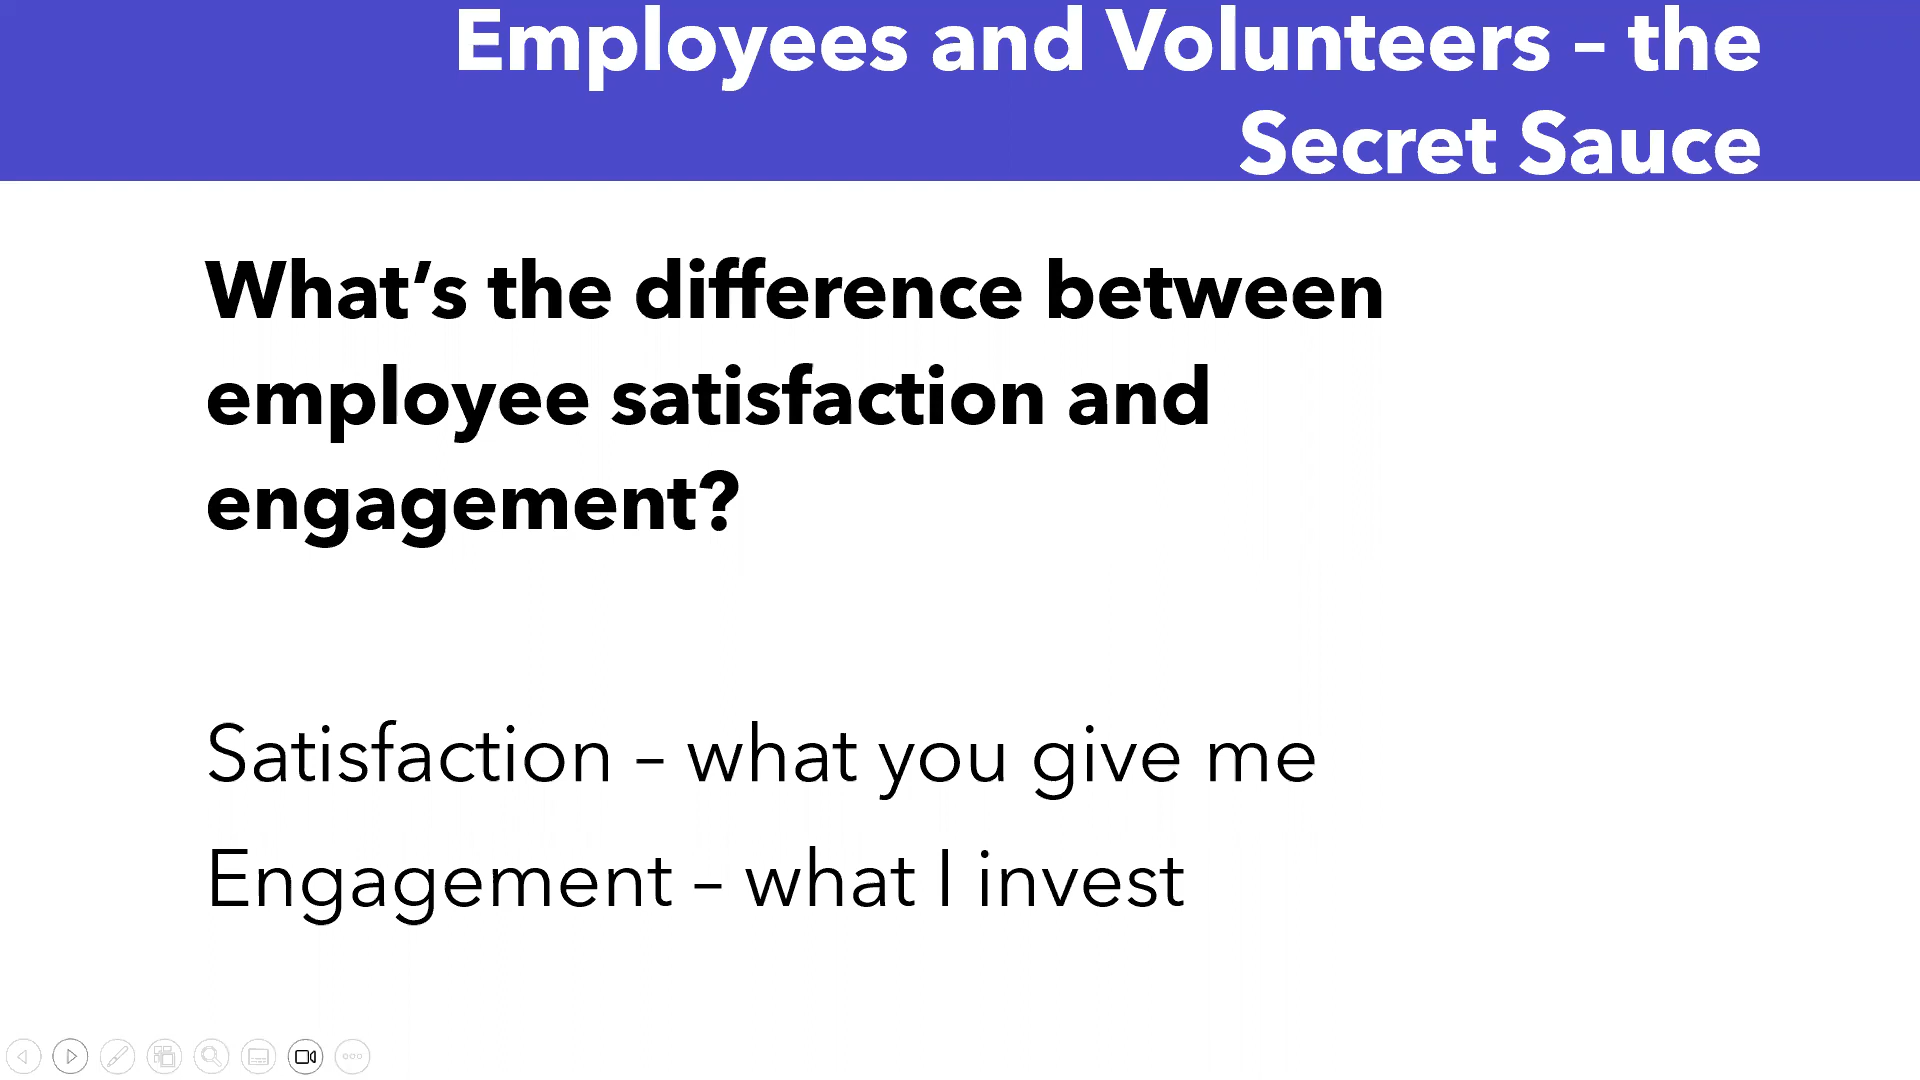 Employees and Volunteers – the
Secret Sauce
What’s the difference between
employee satisfaction and
engagement?
Satisfaction – what you give me
Engagement – what I invest